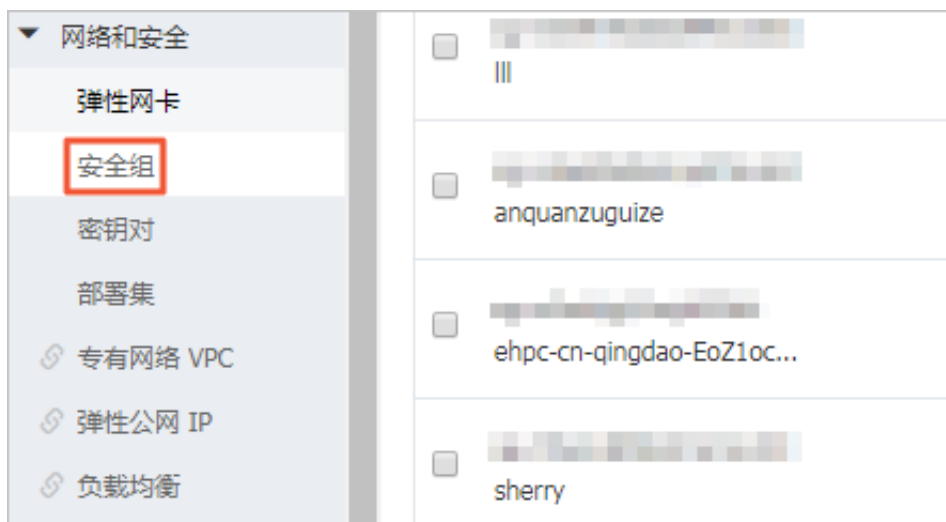 网络和安全
弹性网卡
安全组
密钥对
部署集
专有网络 VPC
弹性公网 IP
负载均衡
lll
anquanzuguize
ehpc-cn-qingdao-EoZ1oc...
sherry